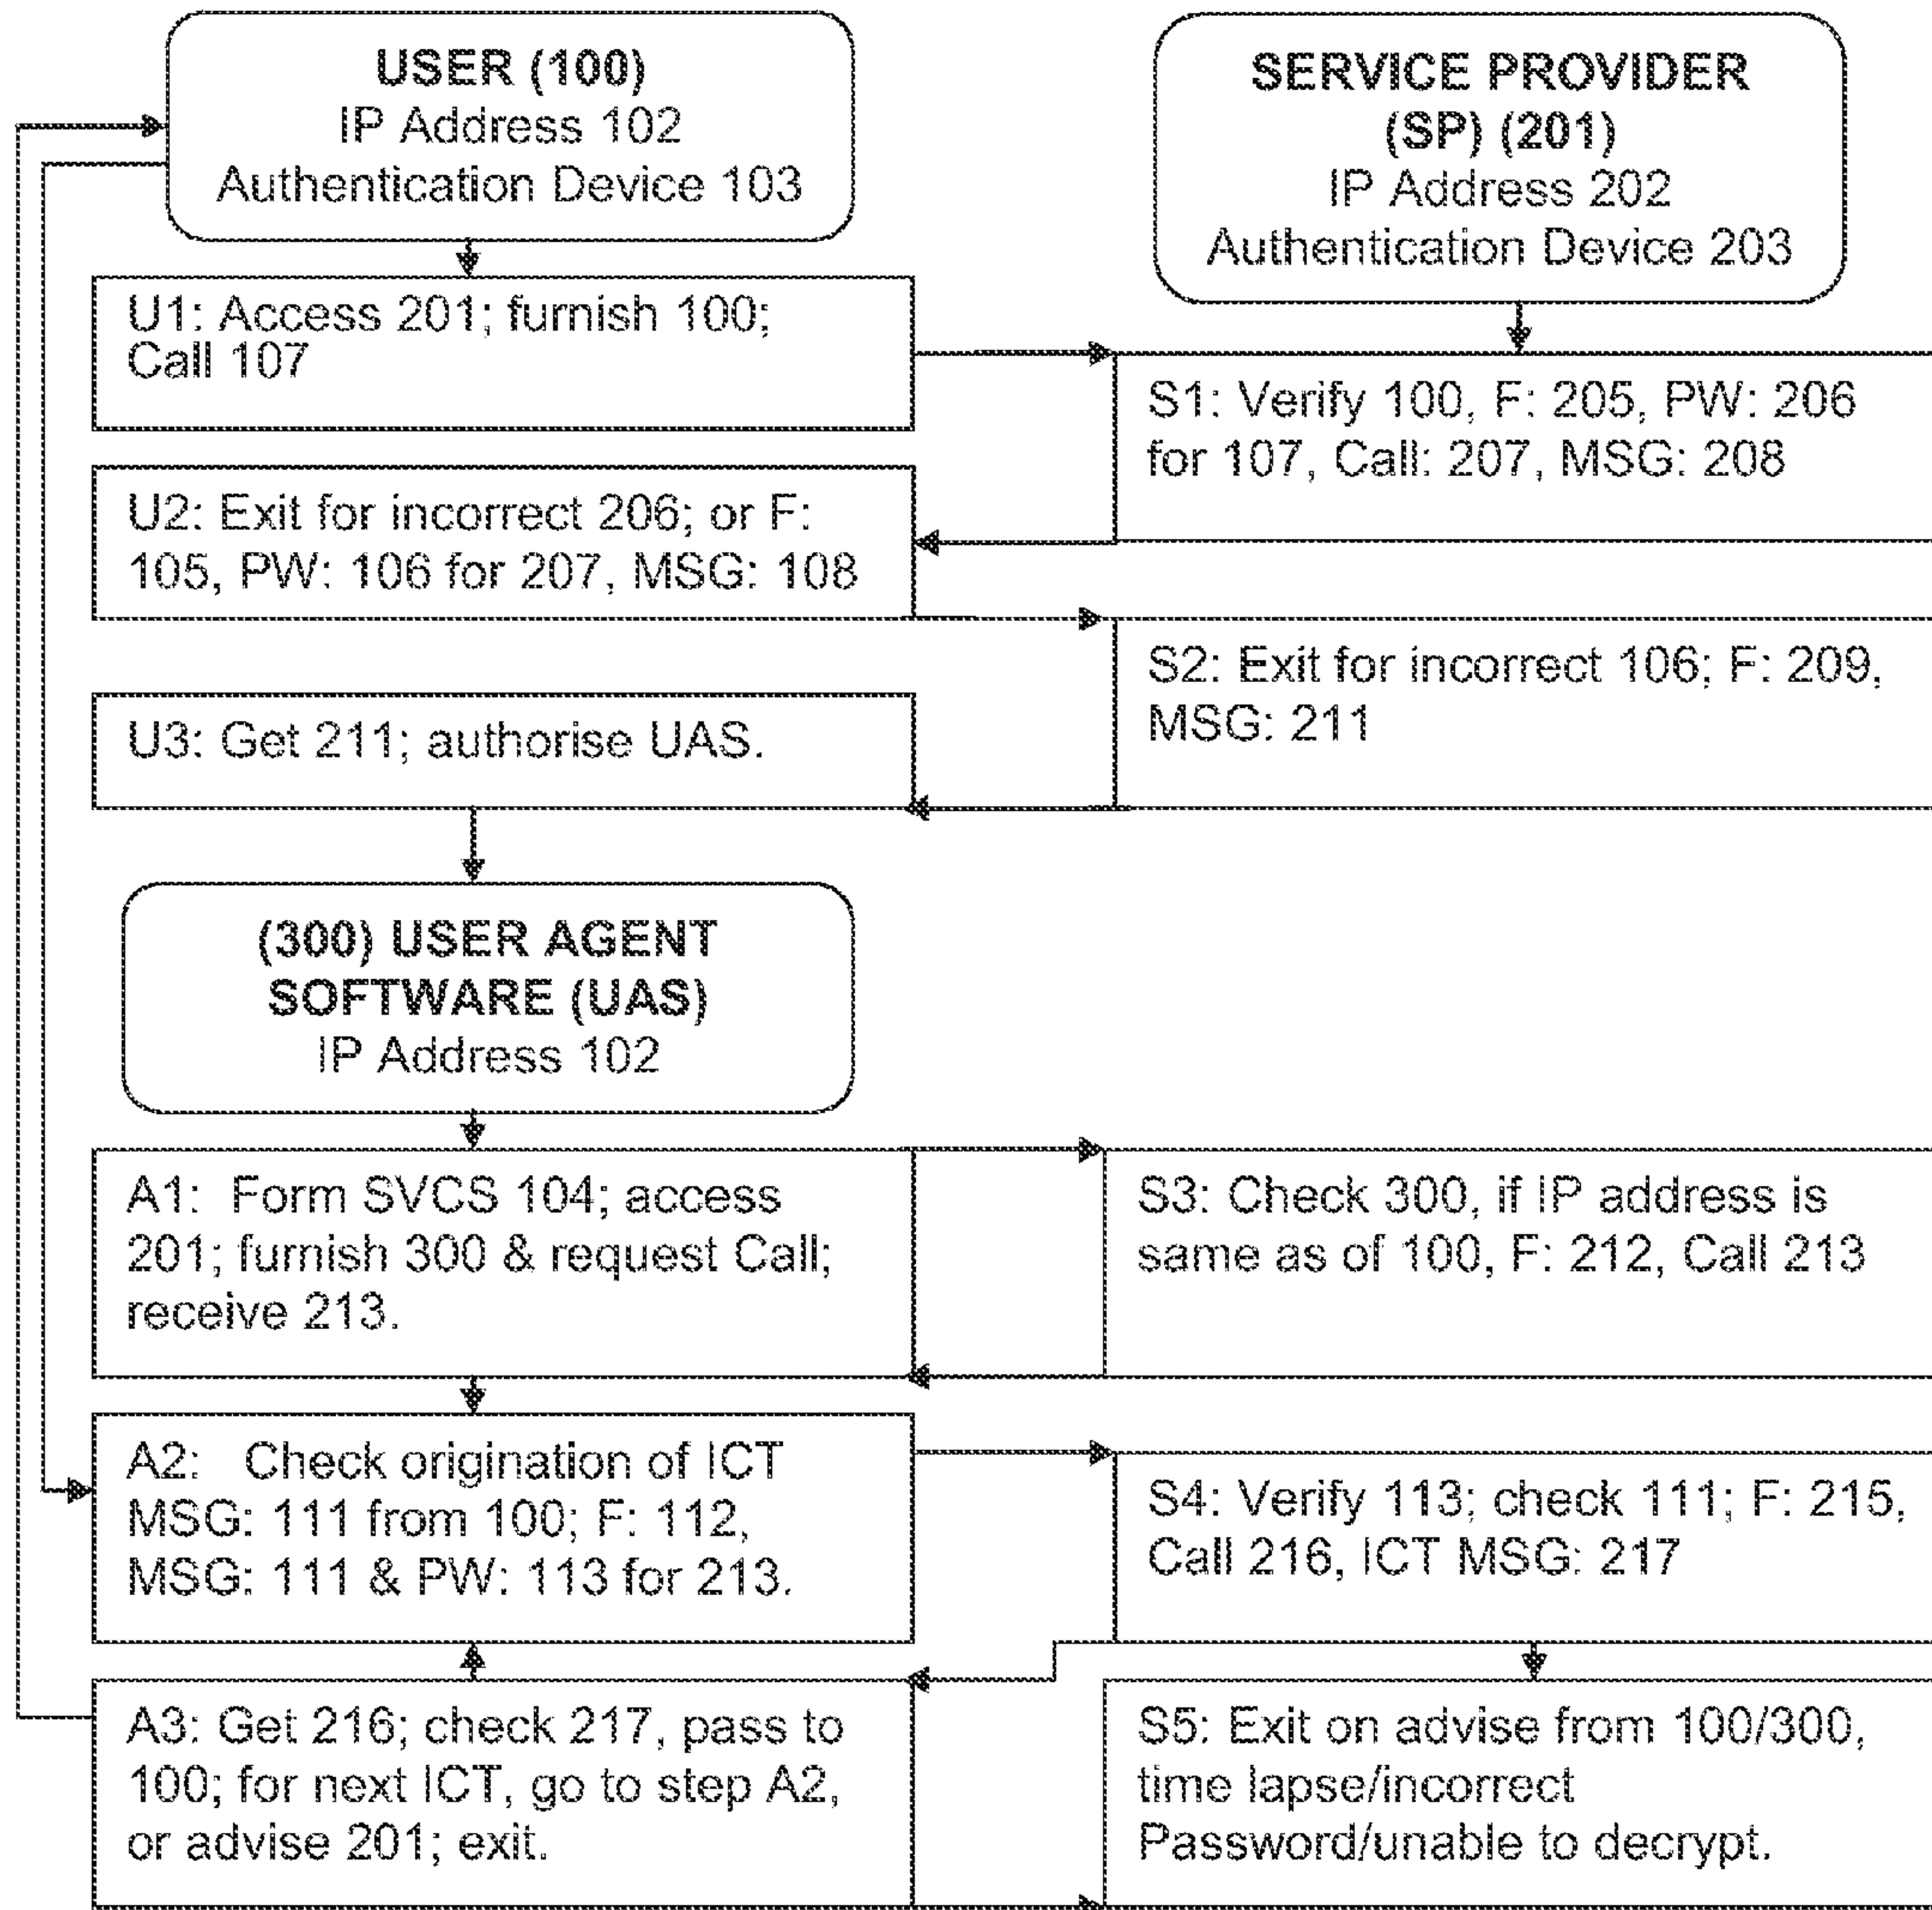 USER (100)
IP Address 102
Authentication Device 103
SERVICE PROVIDER
(SP) (201)
IP Address 202
Authentication Device 203
U1: Access 201; furnish 100;
Call 107
S1: Verify 100, F: 205, PW: 206
for 107, Call: 207, MSG: 208
U2: Exit for incorrect 206; or F:
105, PW: 106 for 207, MSG: 108
S2: Exit for incorrect 106; F: 209,
MSG: 211
U3: Get 211; authorise UAS.
(300) USER AGENT
SOFTWARE (UAS)
IP Address 102
A1: Form SVCS 104; access
201; furnish 300 & request Call;
receive 213.
S3: Check 300, if IP address is
same as of 100, F: 212, Call 213
A2: Check origination of ICT
MSG: 111 from 100; F: 112,
MSG: 111 & PW: 113 for 213.
S4: Verify 113; check 111; F: 215,
Call 216, ICT MSG: 217
A3: Get 216; check 217, pass to
100; for next ICT, go to step A2,
or advise 201; exit.
S5: Exit on advise from 100/300,
time lapse/incorrect
Password/unable to decrypt.